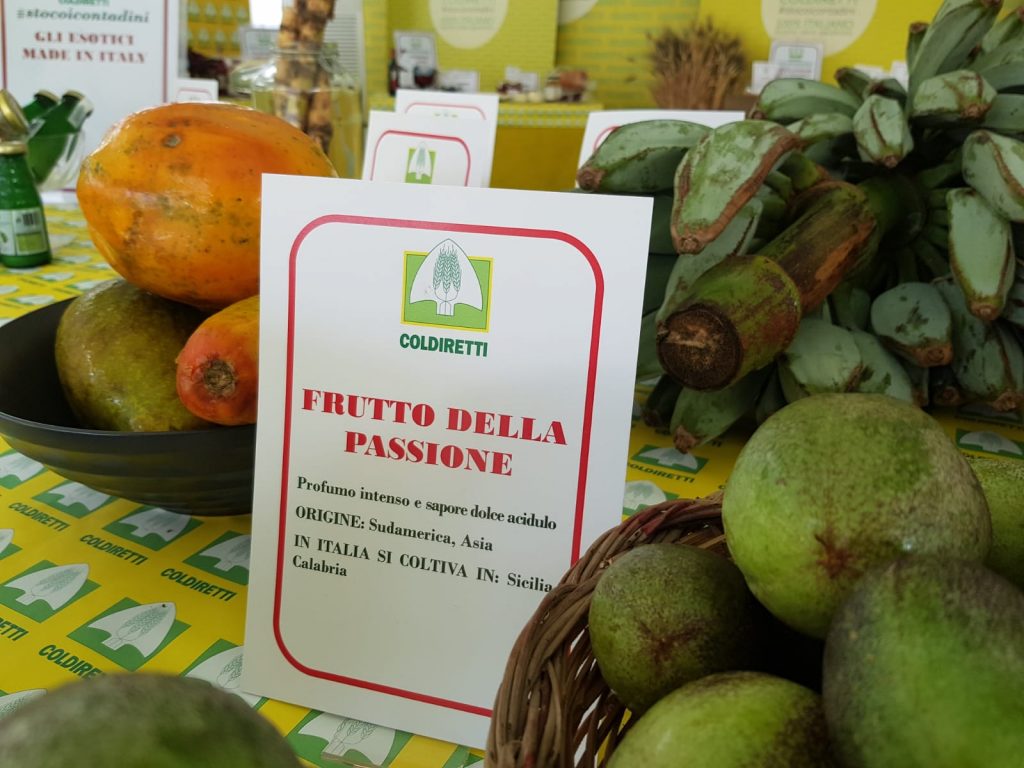 #stocoicontadini
GLI ESOTICI
MADE IN ITALY
COLDIRETTI
FRUTTO DELLA
PASSIONE
Profumo intenso e sapore dolce acidulo
ORIGINE: Sudamerica, Asia
IN ITALIA SI COLTIVA IN: Sicilia
Calabria
COLDIRETTI
COLDIRETTI
COLDIRETTI
COLDIRETTI